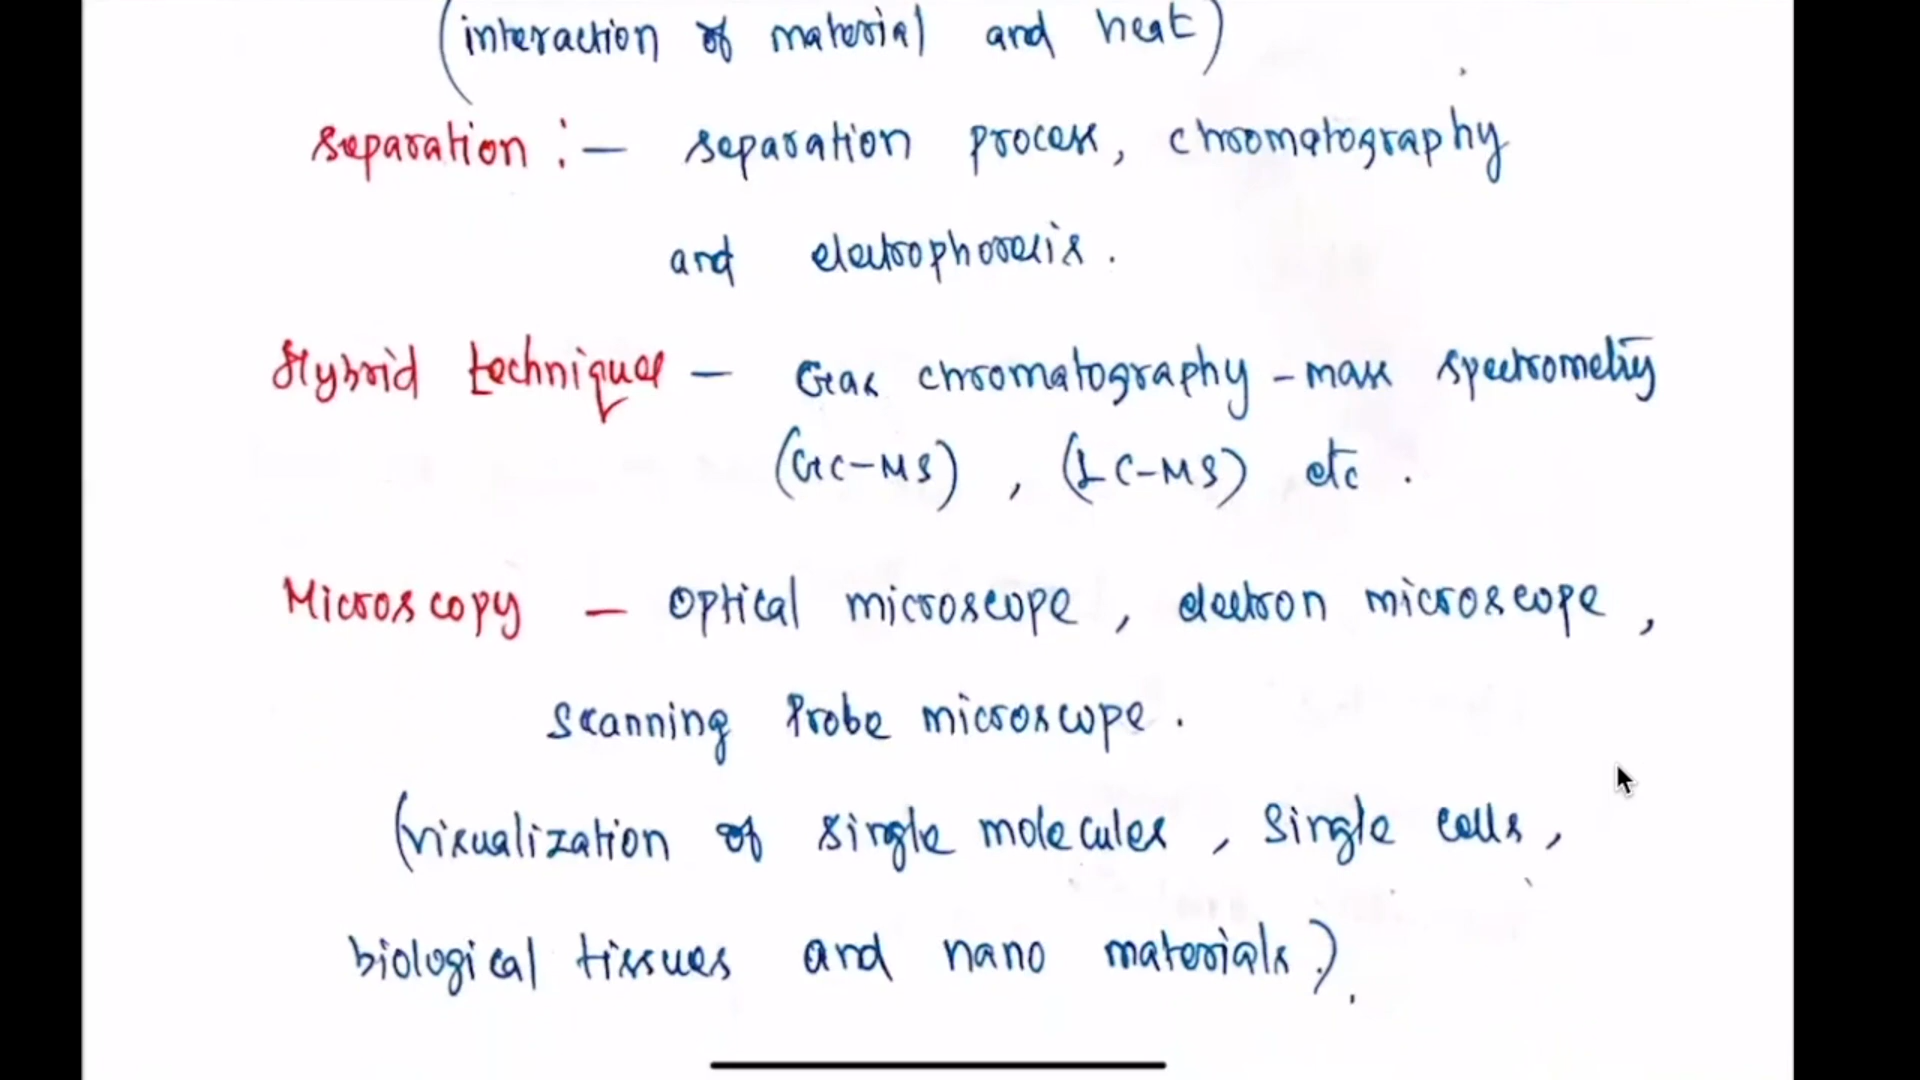 (interaction of material and heat)
Separation :– separation process, chromatography
and electrophoresis.
Hybrid techniques – Gas chromatography - mass spectrometry
(GC-MS) , (LC-MS) etc .
Microscopy – optical microscope , electron microscope ,
Scanning Probe microscope .
(visualization of single molecules , single cells ,
biological tissues and nano materials).